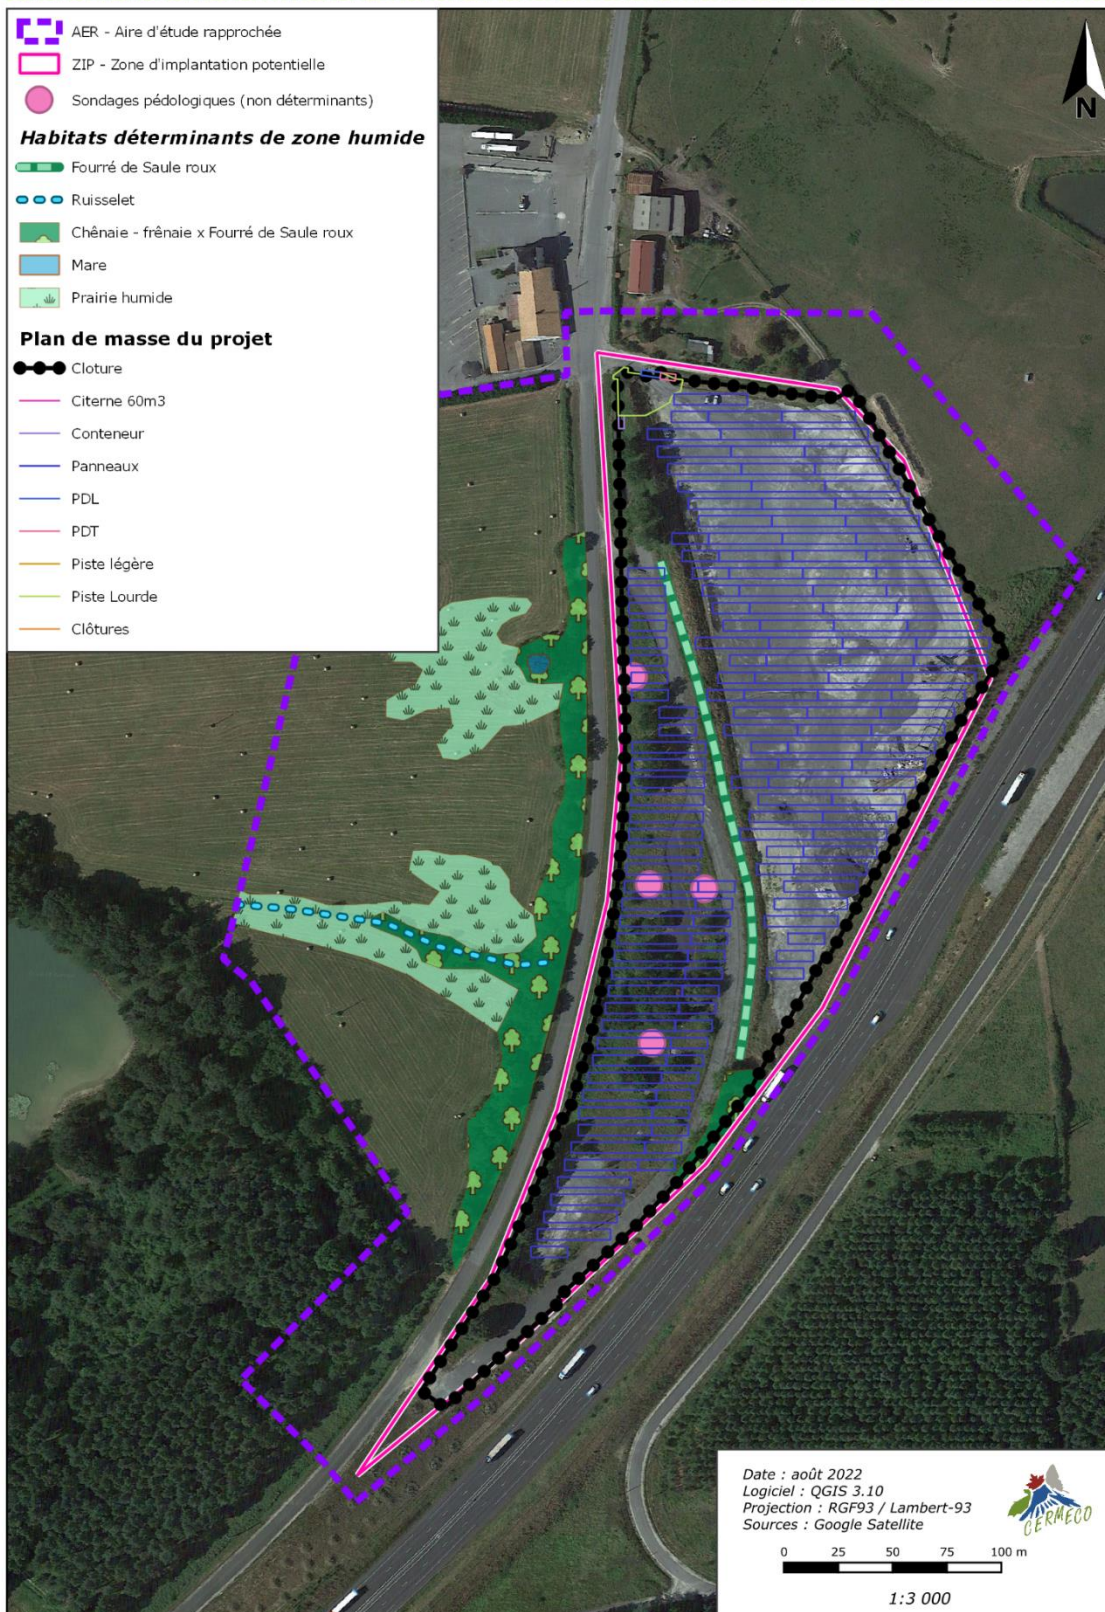 AER - Aire d'étude rapprochée
ZIP - Zone d'implantation potentielle
Sondages pédologiques (non déterminants)
Habitats déterminants de zone humide
Fourré de Saule roux
Ruisselet
Chênaie - frênaie x Fourré de Saule roux
Mare
Prairie humide
Plan de masse du projet
Cloture
Citerne 60m3
Conteneur
Panneaux
PDL
PDT
Piste légère
Piste Lourde
Clôtures
N
Date : août 2022
Logiciel : QGIS 3.10
Projection : RGF93 / Lambert-93
Sources : Google Satellite
CERMECO
0 25 50 75 100 m
1:3 000